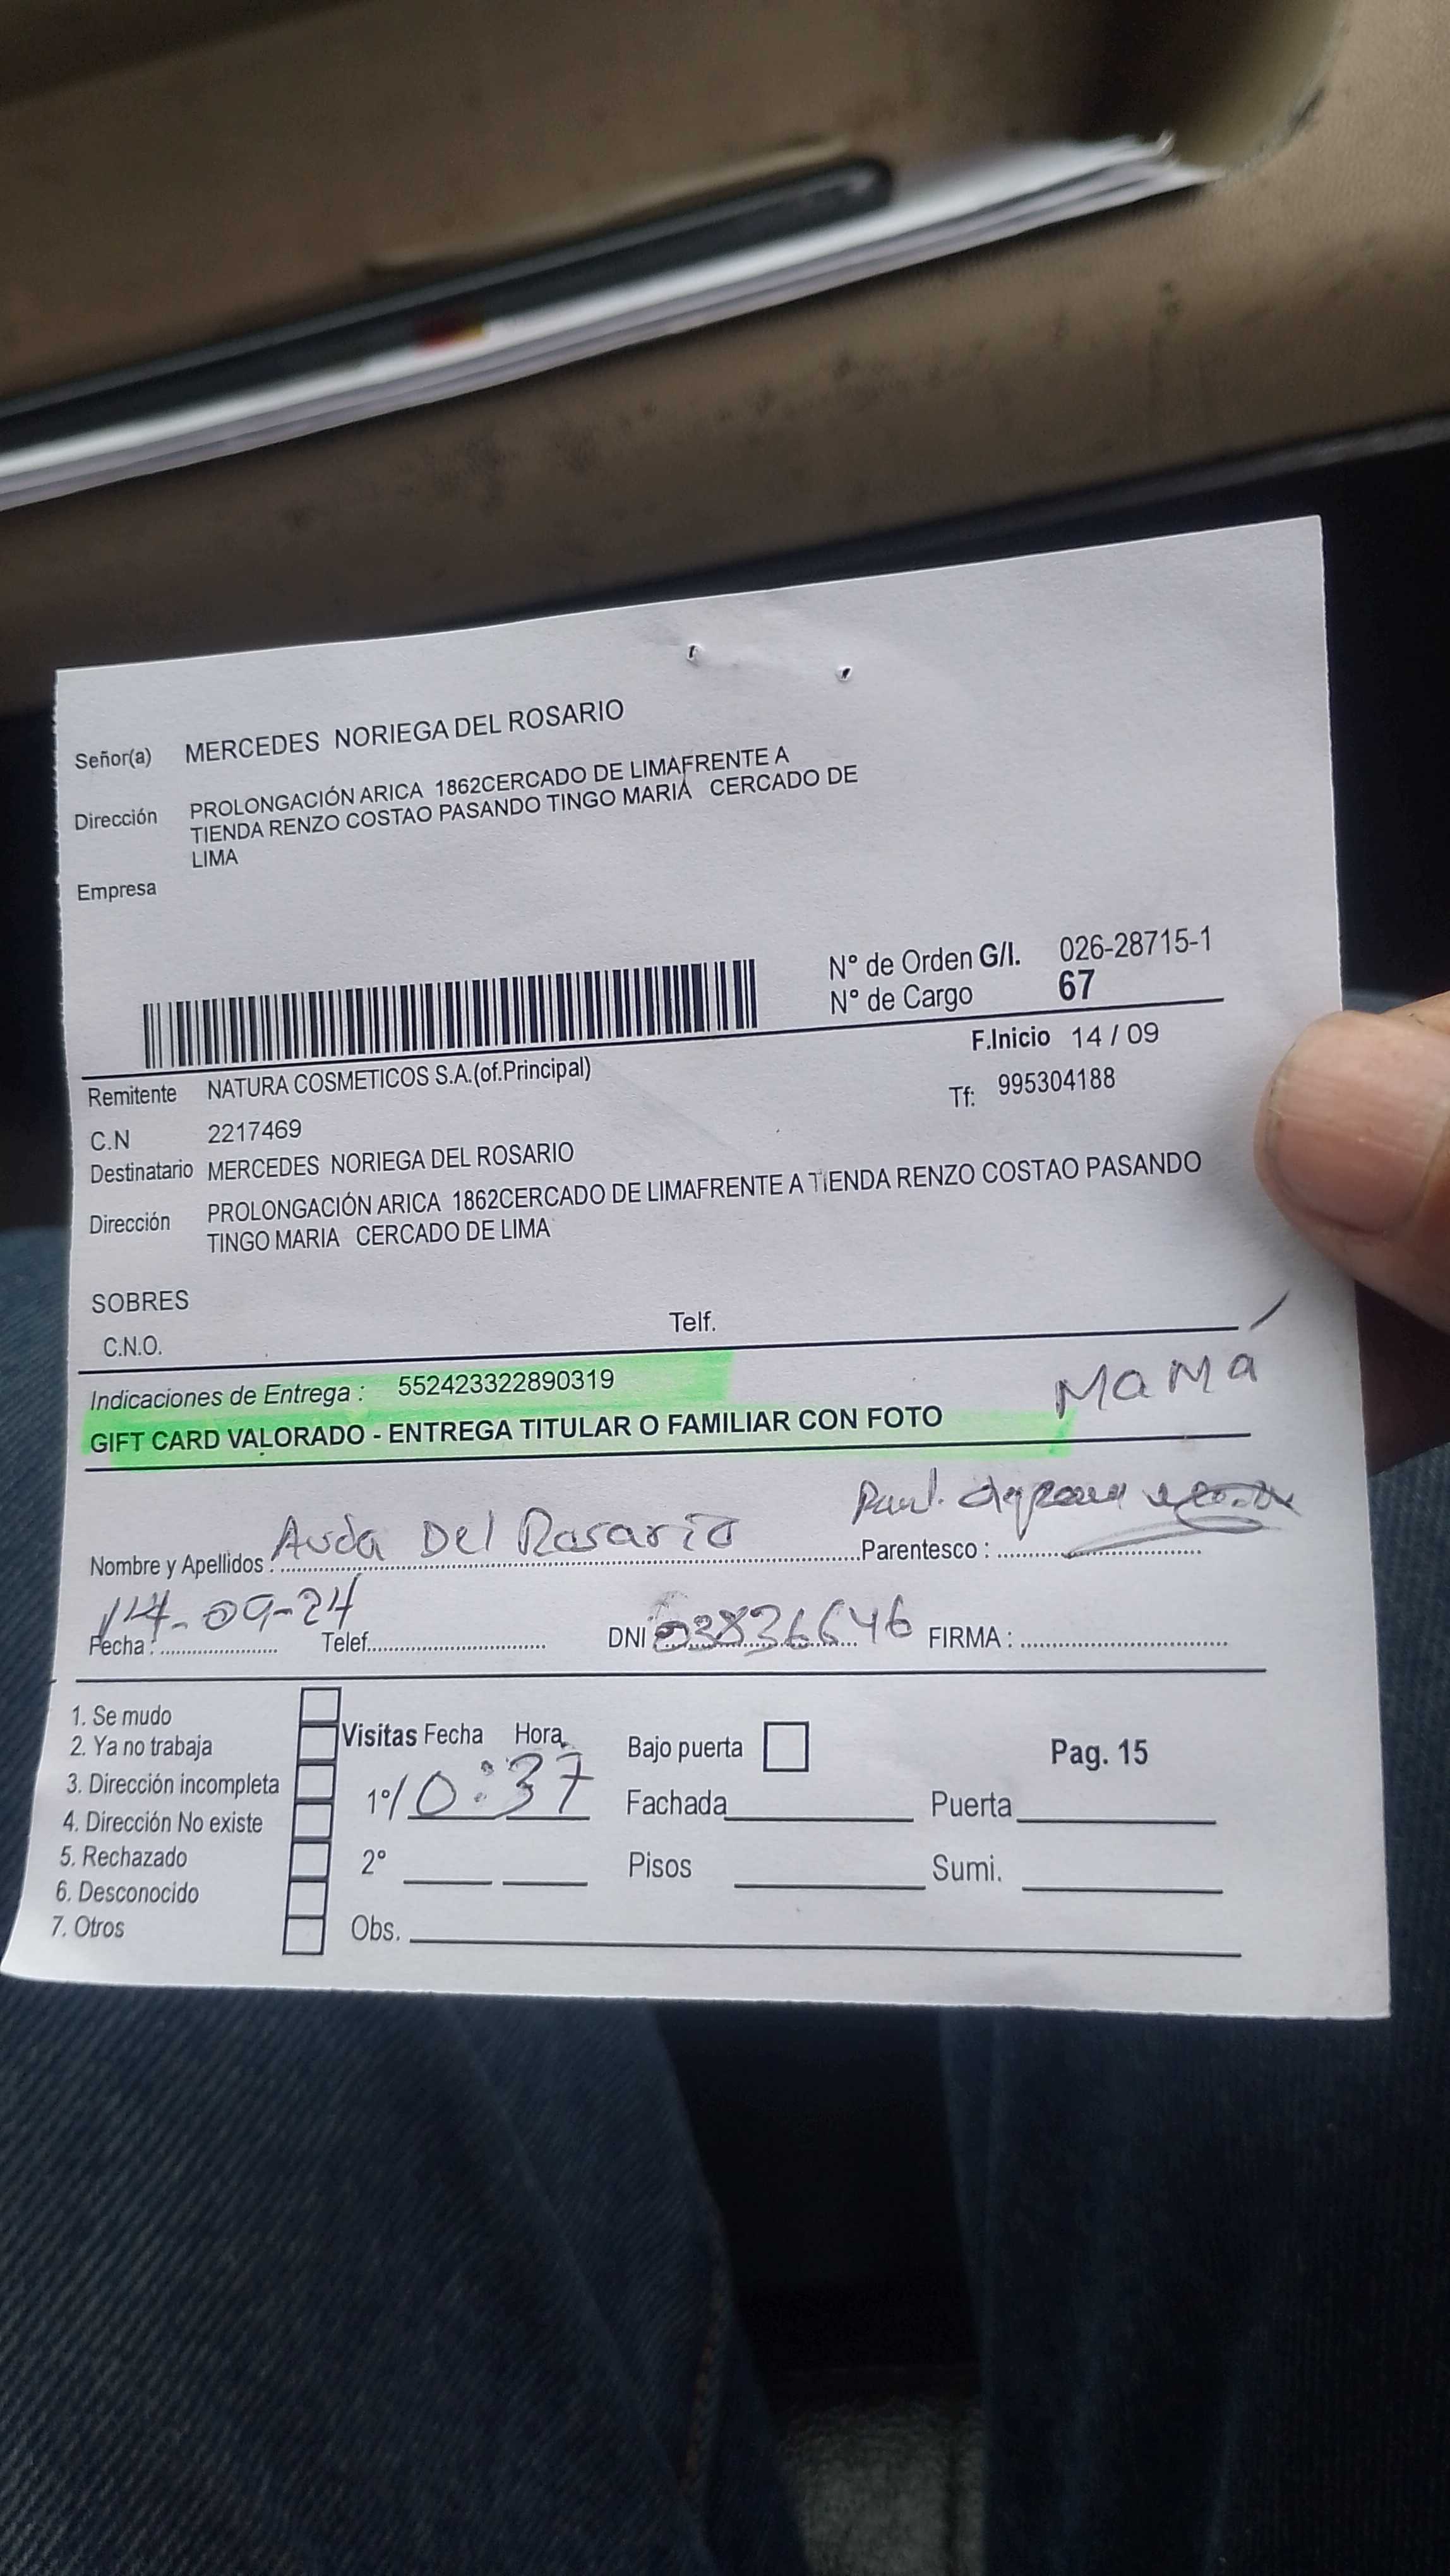 Señor(a) MERCEDES NORIEGA DEL ROSARIO
Dirección PROLONGACIÓN ARICA 1862CERCADO DE LIMAFRENTE A
TIENDA RENZO COSTAO PASANDO TINGO MARIA CERCADO DE
LIMA
Empresa
N° de Orden G/I. 026-28715-1
N° de Cargo 67
F.Inicio 14 / 09
Remitente NATURA COSMETICOS S.A.(of.Principal)
Tf: 995304188
C.N 2217469
Destinatario MERCEDES NORIEGA DEL ROSARIO
Dirección PROLONGACIÓN ARICA 1862CERCADO DE LIMAFRENTE A TIENDA RENZO COSTAO PASANDO
TINGO MARIA CERCADO DE LIMA
SOBRES
C.N.O. Telf.
Indicaciones de Entrega : 552423322890319
MaMa
GIFT CARD VALORADO - ENTREGA TITULAR O FAMILIAR CON FOTO
Nombre y Apellidos : Del Rosario Parentesco :
Fecha : 14-09-24 Telef. DNI FIRMA :
1. Se mudo
2. Ya no trabaja
3. Dirección incompleta
4. Dirección No existe
5. Rechazado
6. Desconocido
7. Otros
Visitas Fecha Hora
1° 10:37
2°
Obs.
Bajo puerta Pag. 15
Fachada Puerta
Pisos Sumi.